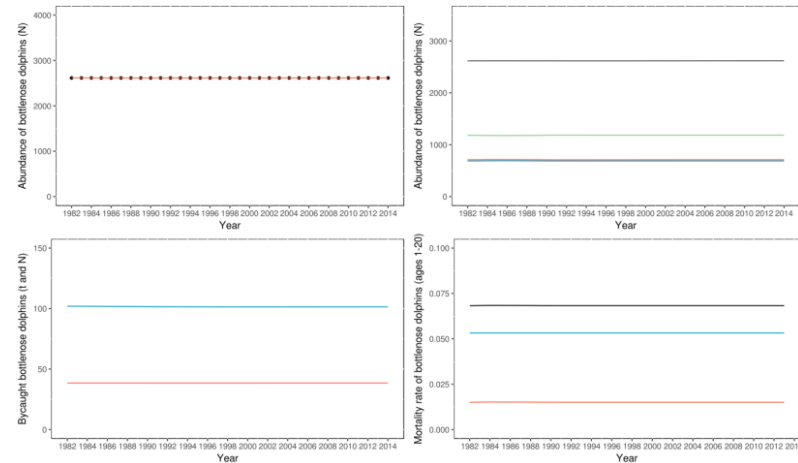 Abundance of bottlenose dolphins (N)
4000
3000
2000
1000
0
1982 1984 1986 1988 1990 1992 1994 1996 1998 2000 2002 2004 2006 2008 2010 2012 2014
Year
Abundance of bottlenose dolphins (N)
3000
2000
1000
0
1982 1984 1986 1988 1990 1992 1994 1996 1998 2000 2002 2004 2006 2008 2010 2012 2014
Year
Bycaught bottlenose dolphins (t and N)
150
100
50
0
1982 1984 1986 1988 1990 1992 1994 1996 1998 2000 2002 2004 2006 2008 2010 2012 2014
Year
Mortality rate of bottlenose dolphins (ages 1-20)
0.100
0.075
0.050
0.025
0.000
1982 1984 1986 1988 1990 1992 1994 1996 1998 2000 2002 2004 2006 2008 2010 2012
Year